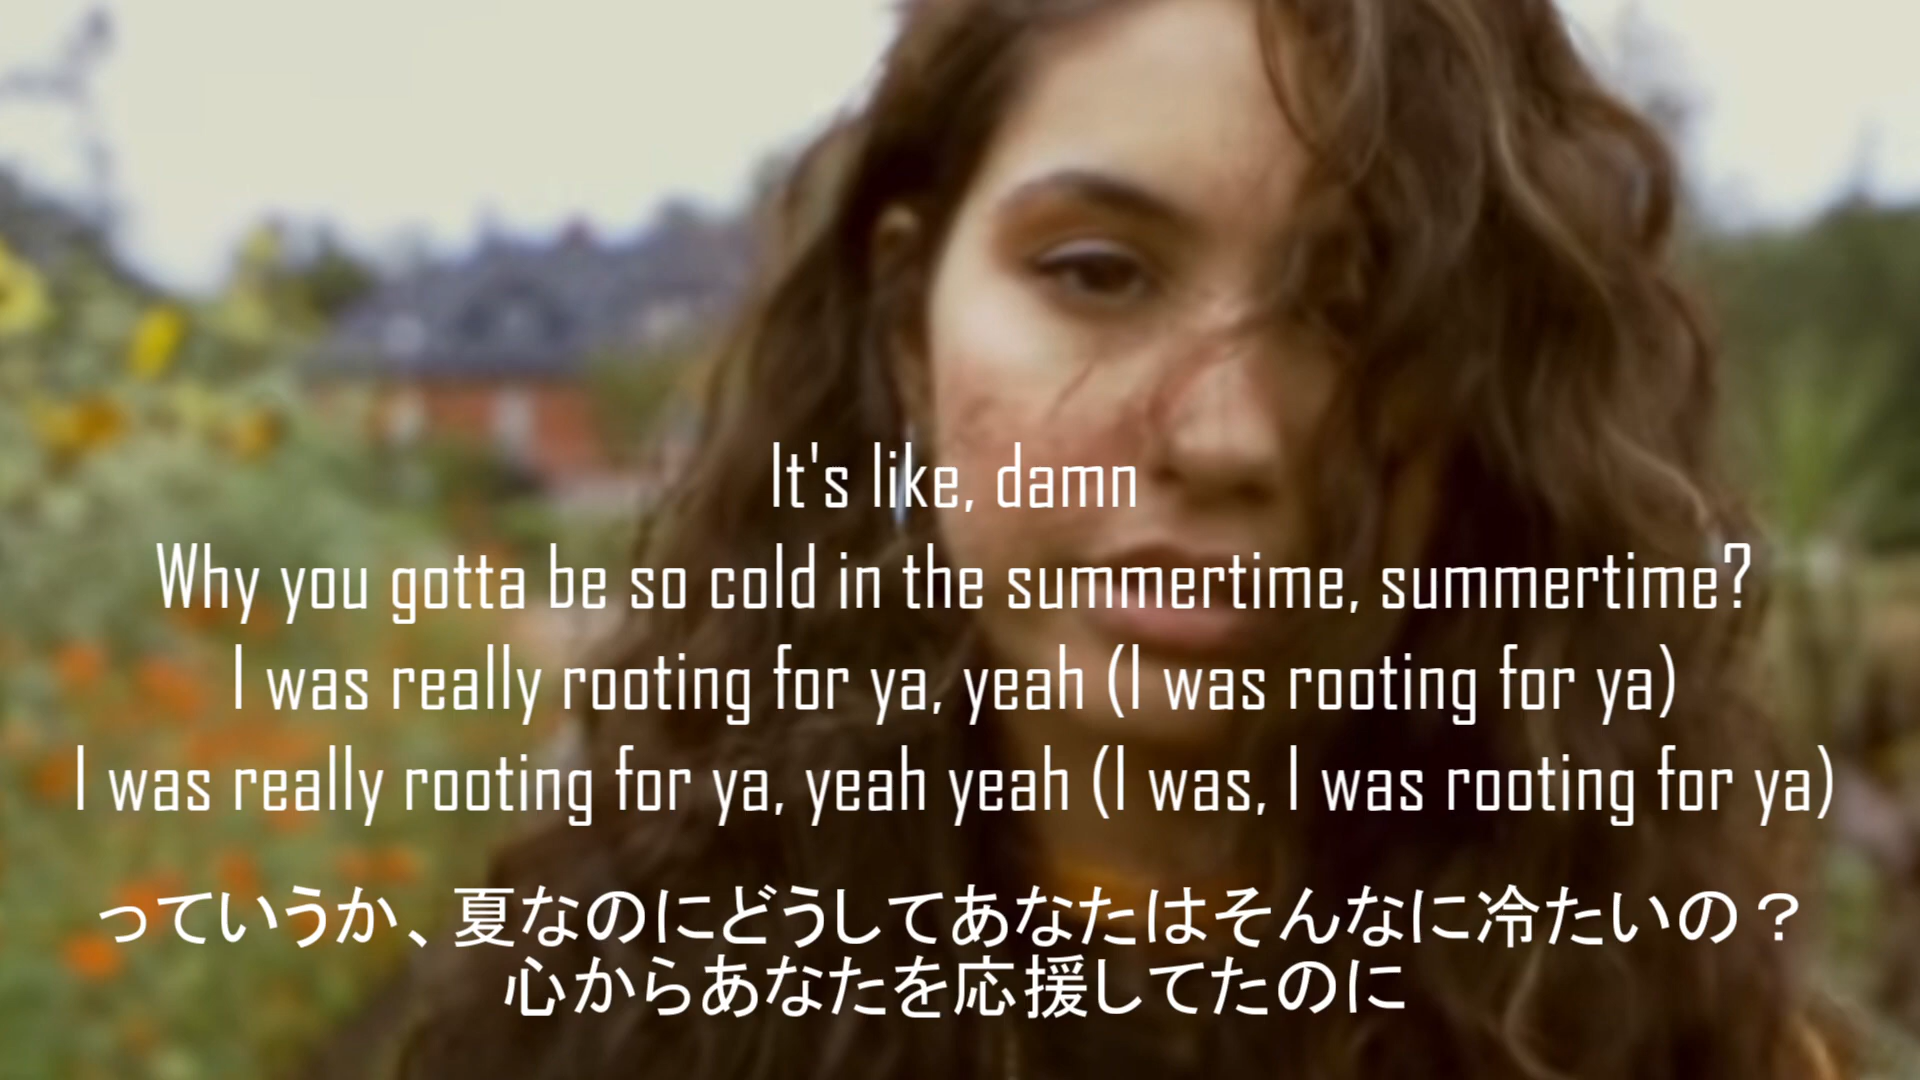 It's like, damn
Why you gotta be so cold in the summertime, summertime?
I was really rooting for ya, yeah (I was rooting for ya)
I was really rooting for ya, yeah yeah (I was, I was rooting for ya)
っていうか、夏なのにどうしてあなたはそんなに冷たいの？
心からあなたを応援してたのに